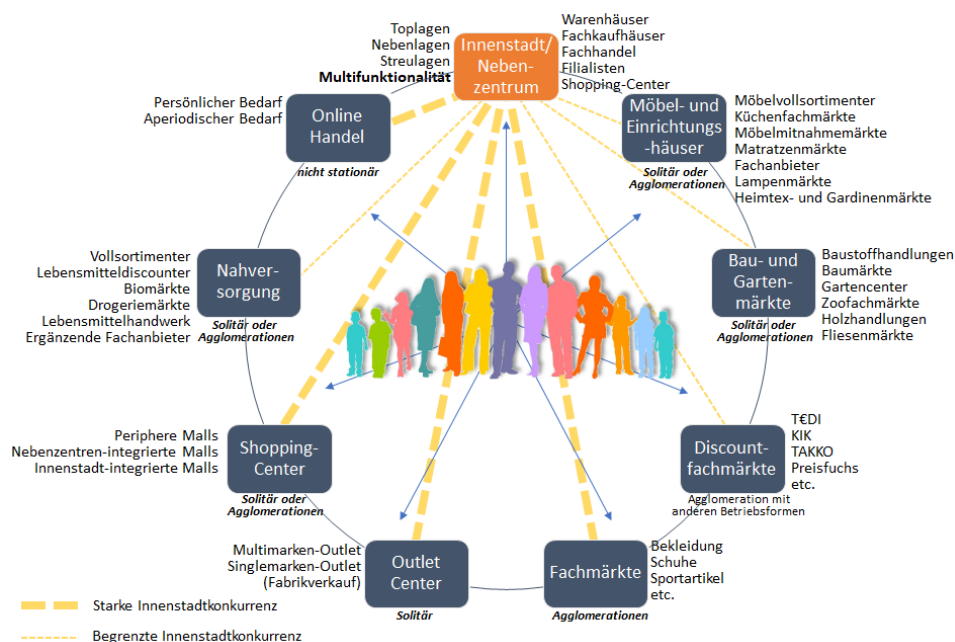 Toplagen
Nebenlagen
Streulagen
Multifunktionalität
Innenstadt/
Neben-
zentrum
Warenhäuser
Fachkaufhäuser
Fachhandel
Filialisten
Shopping-Center
Persönlicher Bedarf
Aperiodischer Bedarf
Online
Handel
nicht stationär
Möbel- und
Einrichtungs
-häuser
Solitär oder
Agglomerationen
Möbelvollsortimenter
Küchenfachmärkte
Möbelmitnahmemärkte
Matratzenmärkte
Fachanbieter
Lampenmärkte
Heimtex- und Gardinenmärkte
Vollsortimenter
Lebensmitteldiscounter
Biomärkte
Drogeriemärkte
Lebensmittelhandwerk
Ergänzende Fachanbieter
Nahver-
sorgung
Solitär oder
Agglomerationen
Bau- und
Garten-
märkte
Solitär oder
Agglomerationen
Baustoffhandlungen
Baumärkte
Gartencenter
Zoofachmärkte
Holzhandlungen
Fliesenmärkte
Periphere Malls
Nebenzentren-integrierte Malls
Innenstadt-integrierte Malls
Shopping-
Center
Solitär oder
Agglomerationen
Discount-
fachmärkte
Agglomeration mit
anderen Betriebsformen
T€DI
KIK
TAKKO
Preisfuchs
etc.
Multimarken-Outlet
Singlemarken-Outlet
(Fabrikverkauf)
Outlet
Center
Solitär
Fachmärkte
Agglomerationen
Bekleidung
Schuhe
Sportartikel
etc.
Starke Innenstadtkonkurrenz
Begrenzte Innenstadtkonkurrenz